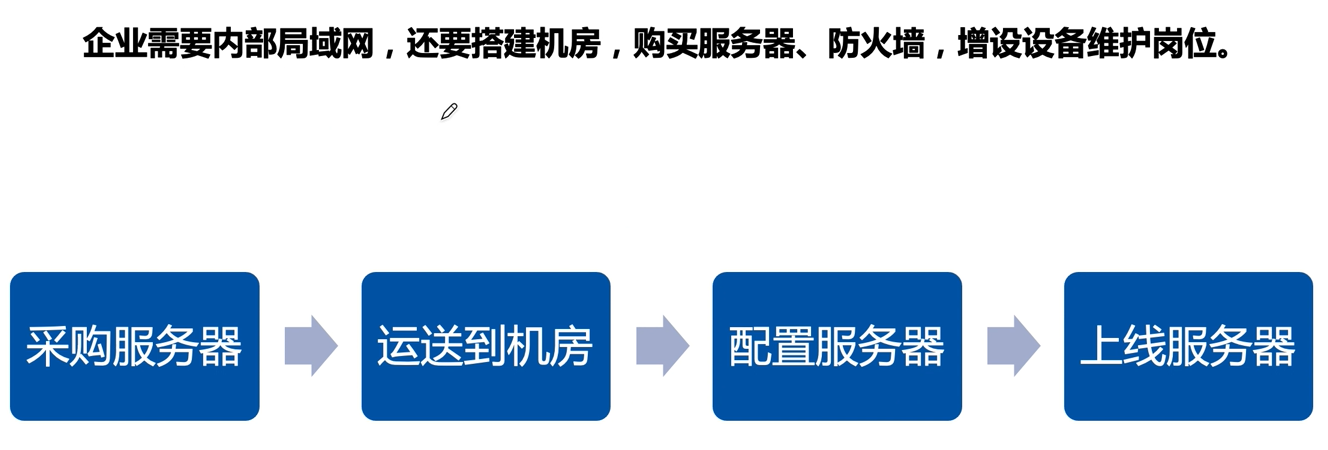 企业需要内部局域网，还要搭建机房，购买服务器、防火墙，增设设备维护岗位。
采购服务器
运送到机房
配置服务器
上线服务器